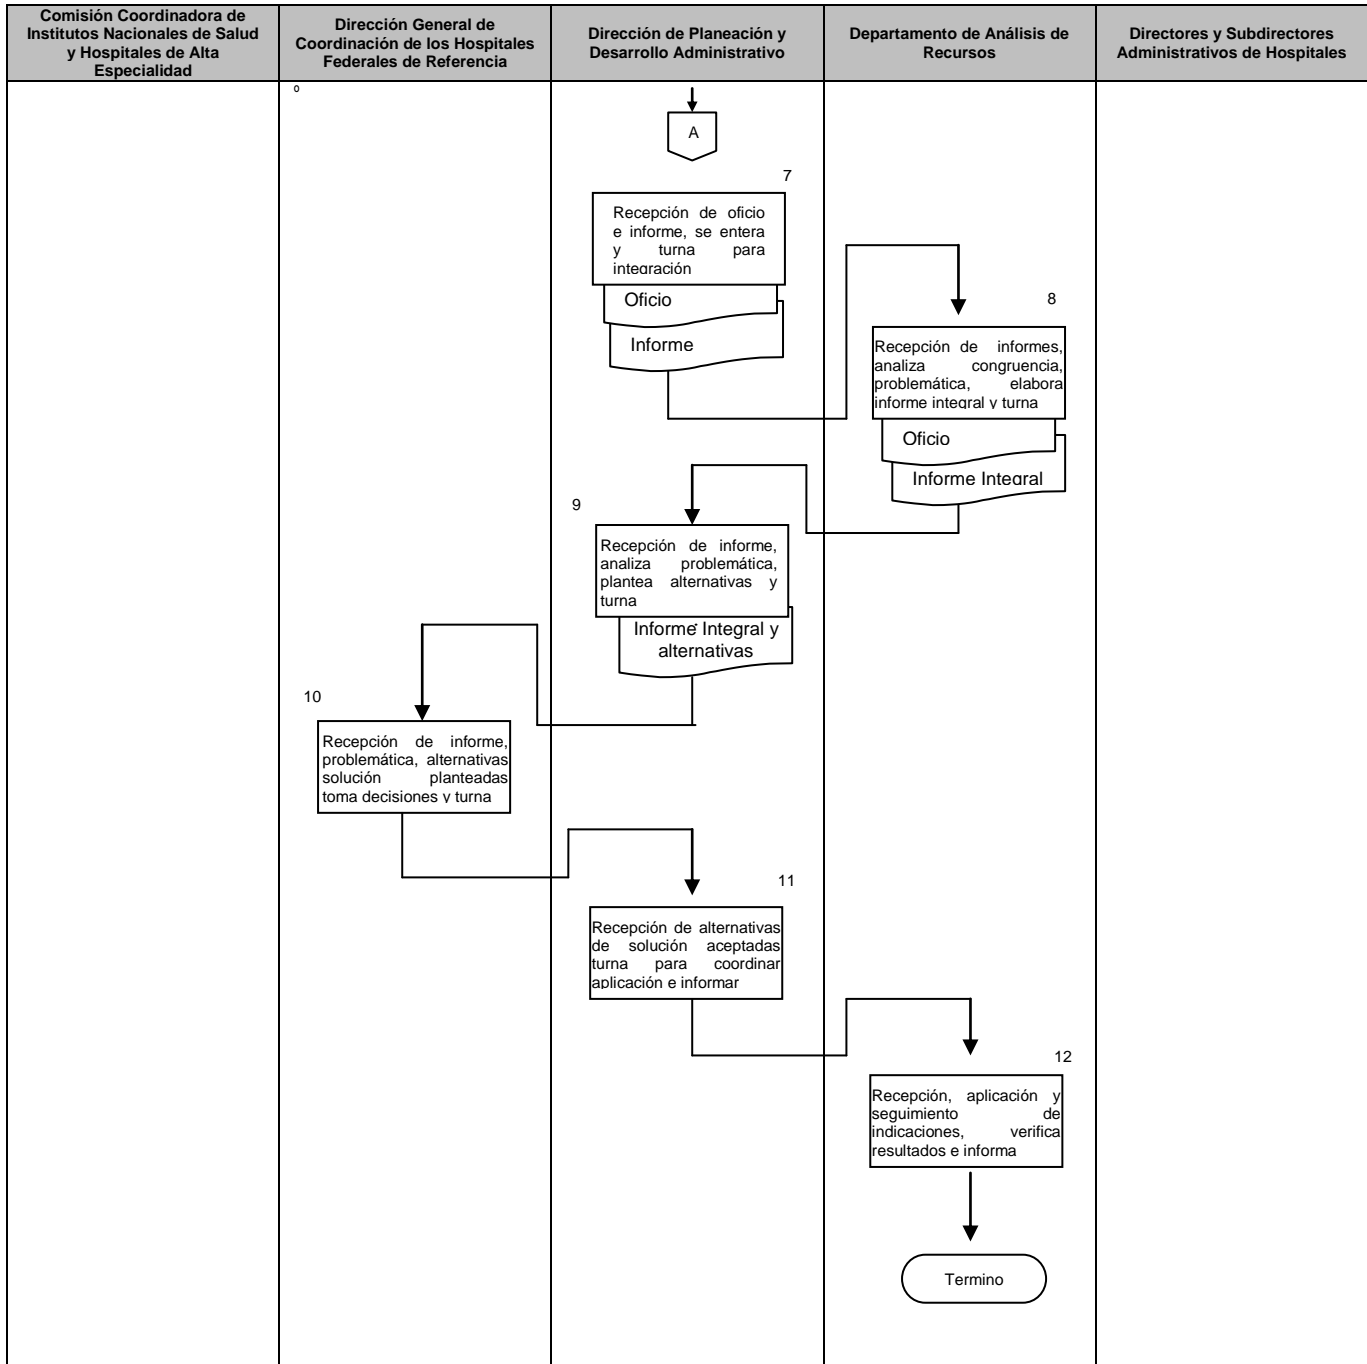 Comisión Coordinadora de
Institutos Nacionales de Salud
y Hospitales de Alta
Especialidad
Dirección General de
Coordinación de los Hospitales
Federales de Referencia
Dirección de Planeación y
Desarrollo Administrativo
Departamento de Análisis de
Recursos
Directores y Subdirectores
Administrativos de Hospitales
o
A
7
Recepción de oficio
e informe, se entera
y turna para
integración
Oficio
Informe
8
Recepción de informes,
analiza congruencia,
problemática, elabora
informe integral y turna
Oficio
Informe Integral
9
Recepción de informe,
analiza problemática,
plantea alternativas y
turna
Informe Integral y
alternativas
10
Recepción de informe,
problemática, alternativas
solución planteadas
toma decisiones y turna
11
Recepción de alternativas
de solución aceptadas
turna para coordinar
aplicación e informar
12
Recepción, aplicación y
seguimiento de
indicaciones, verifica
resultados e informa
Termino